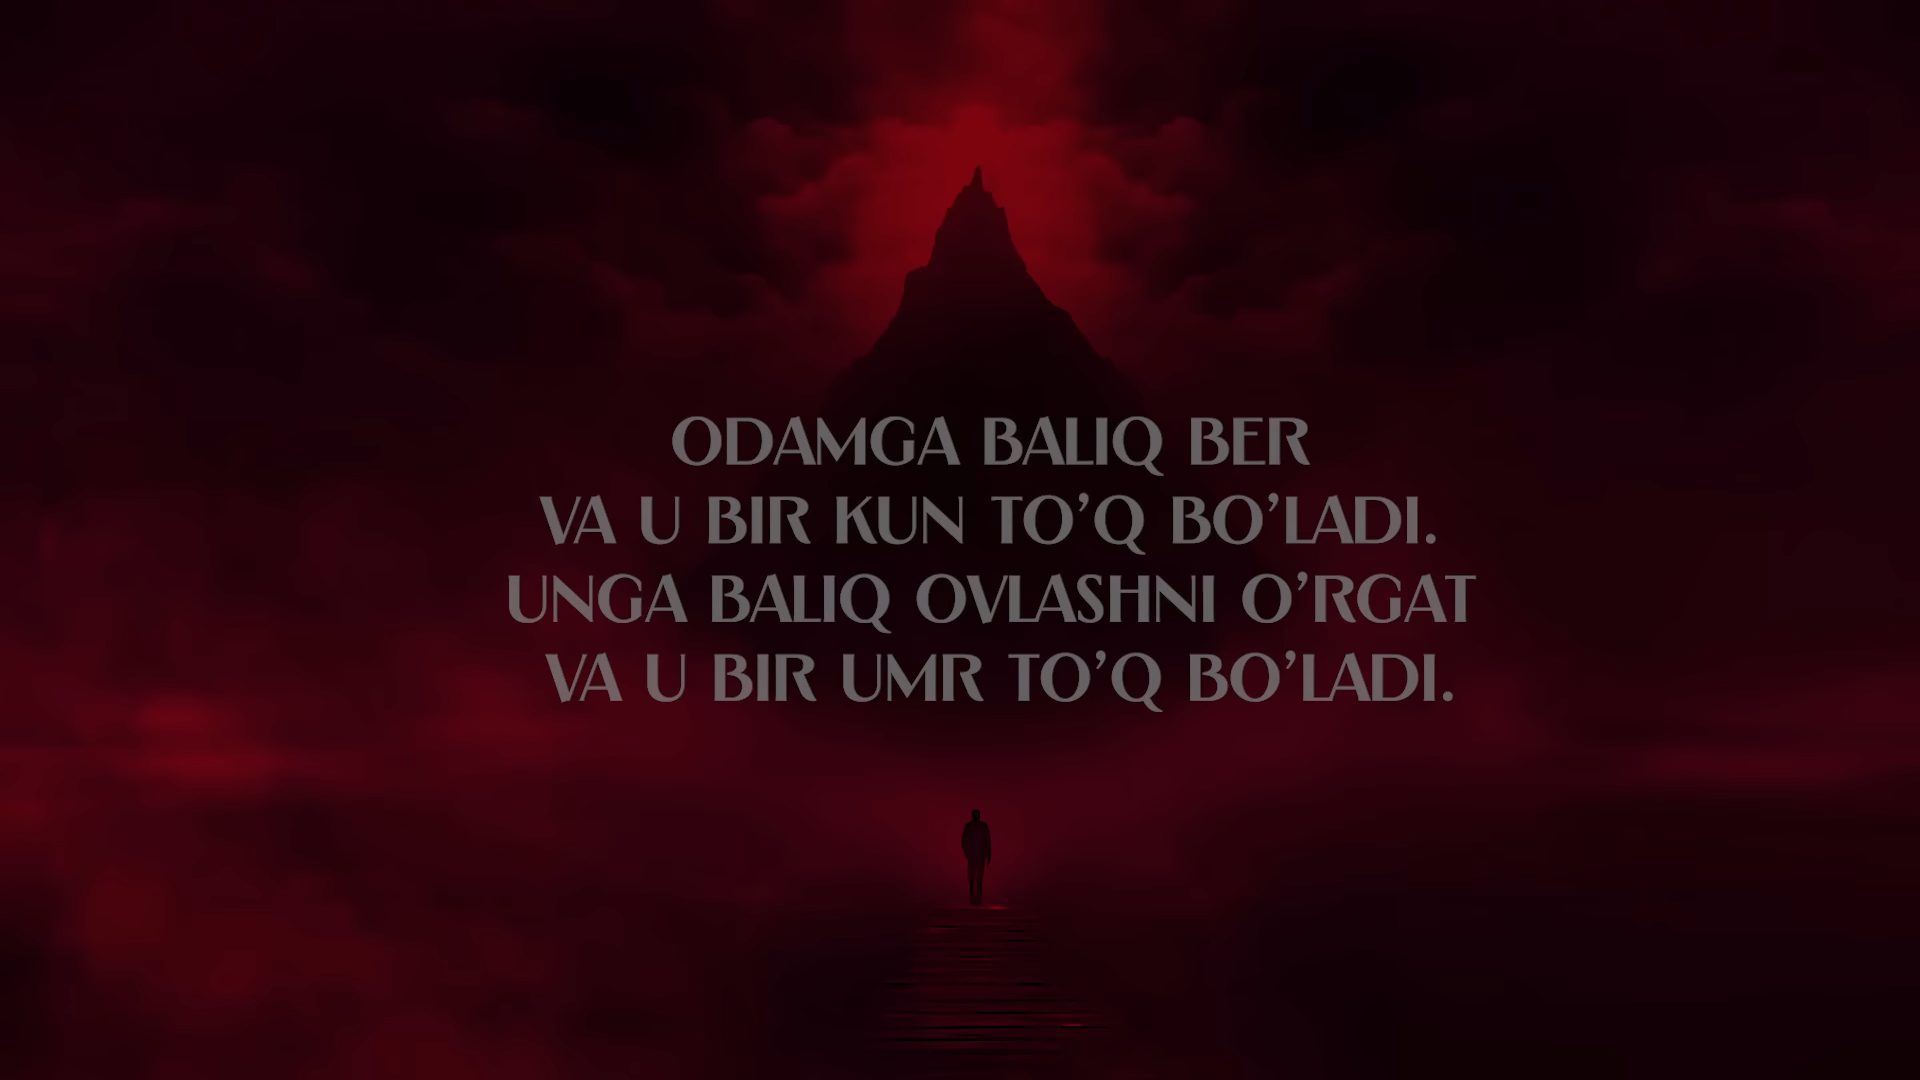 ODAMGA BALIQ BER
VA U BIR KUN TO’Q BO’LADI.
UNGA BALIQ OVLASHNI O’RGAT
VA U BIR UMR TO’Q BO’LADI.